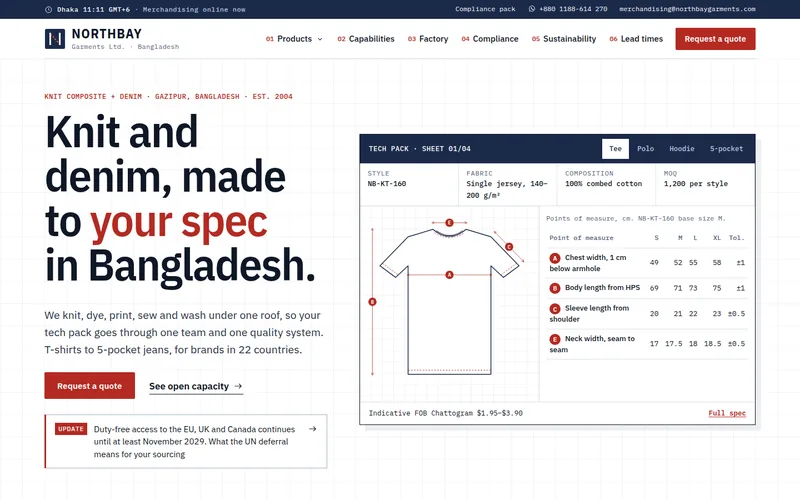 Dhaka 11:11 GMT+6 · Merchandising online now
Compliance pack
+880 1188-614 270
merchandising@northbaygarments.com
N
NORTHBAY
Garments Ltd. · Bangladesh
01 Products
02 Capabilities
03 Factory
04 Compliance
05 Sustainability
06 Lead times
Request a quote
KNIT COMPOSITE + DENIM · GAZIPUR, BANGLADESH · EST. 2004
Knit and
denim, made
to your spec
in Bangladesh.
We knit, dye, print, sew and wash under one roof, so your
tech pack goes through one team and one quality system.
T-shirts to 5-pocket jeans, for brands in 22 countries.
Request a quote
See open capacity →
UPDATE
Duty-free access to the EU, UK and Canada continues
until at least November 2029. What the UN deferral
means for your sourcing
→
TECH PACK · SHEET 01/04
Tee
Polo
Hoodie
5-pocket
STYLE
NB-KT-160
FABRIC
Single jersey, 140–
200 g/m²
COMPOSITION
100% combed cotton
MOQ
1,200 per style
E
C
A
B
Points of measure, cm. NB-KT-160 base size M.
Point of measure S M L XL Tol.
A Chest width, 1 cm
below armhole
49 52 55 58 ±1
B Body length from HPS 69 71 73 75 ±1
C Sleeve length from
shoulder
20 21 22 23 ±0.5
E Neck width, seam to
seam
17 17.5 18 18.5 ±0.5
Indicative FOB Chattogram $1.95–$3.90
Full spec